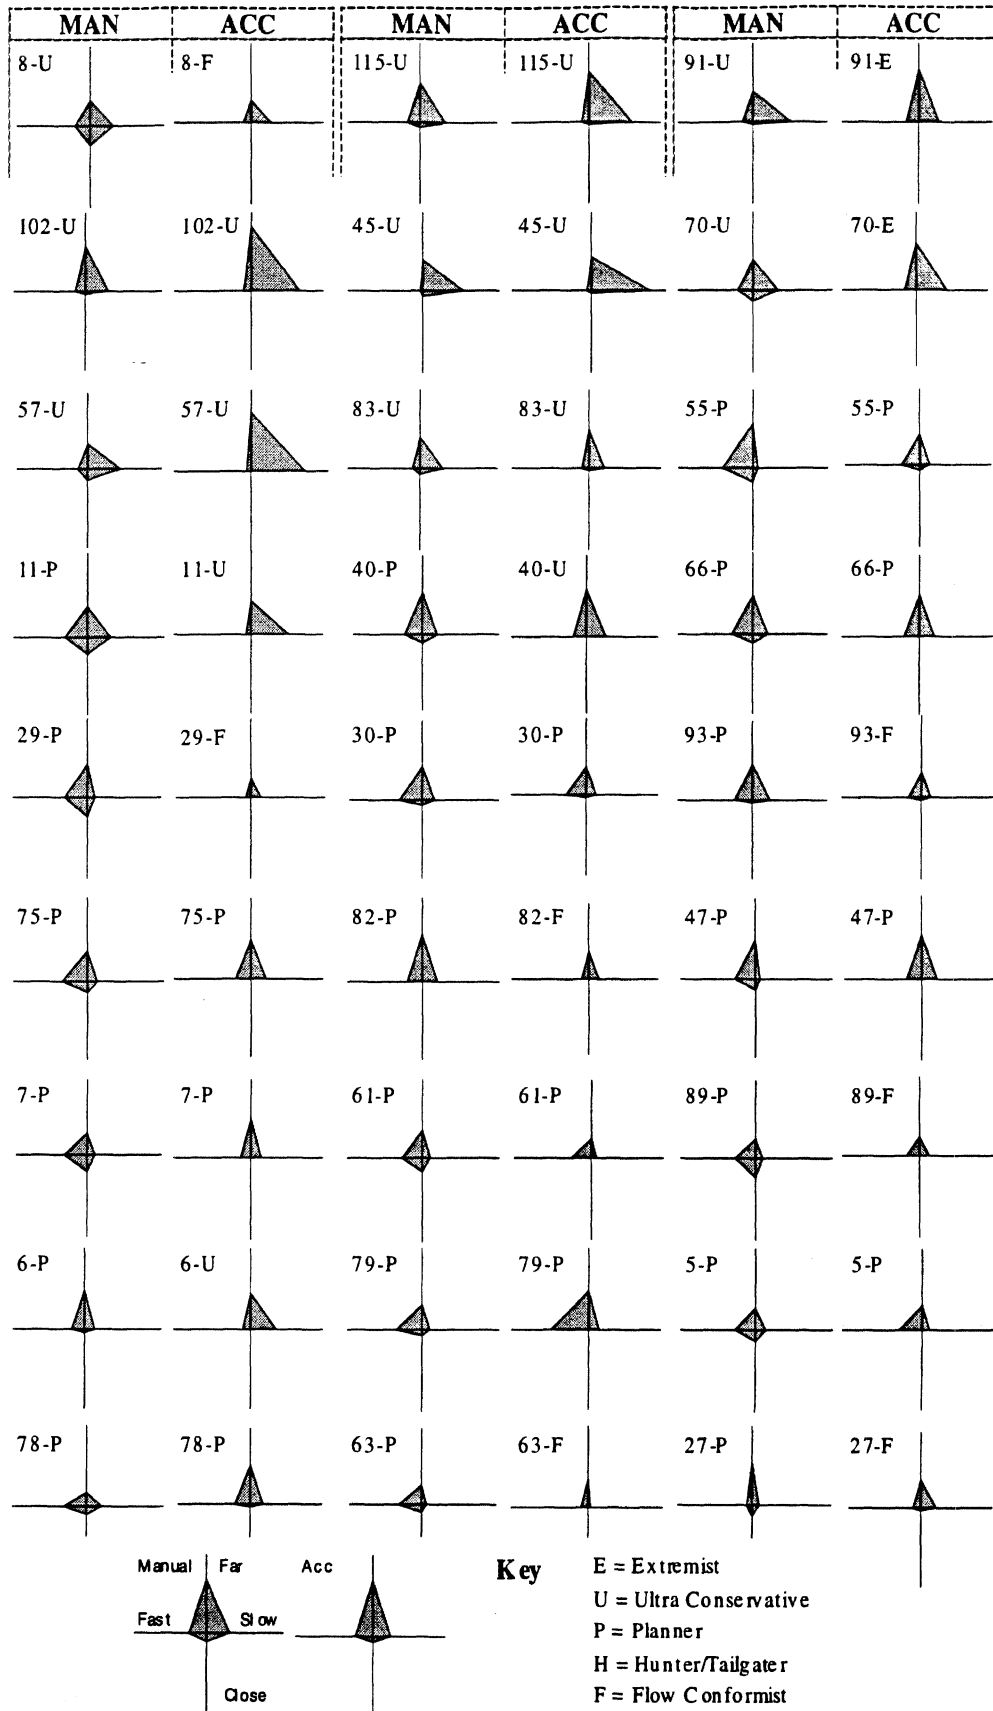 MAN ACC MAN ACC MAN ACC
8-U 8-F 115-U 115-U 91-U 91-E
102-U 102-U 45-U 45-U 70-U 70-E
57-U 57-U 83-U 83-U 55-P 55-P
11-P 11-U 40-P 40-U 66-P 66-P
29-P 29-F 30-P 30-P 93-P 93-F
75-P 75-P 82-P 82-F 47-P 47-P
7-P 7-P 61-P 61-P 89-P 89-F
6-P 6-U 79-P 79-P 5-P 5-P
78-P 78-P 63-P 63-F 27-P 27-F
Manual Far Acc Key E = Extremist
U = Ultra Conservative
Fast Slow P = Planner
H = Hunter/Tailgater
Close F = Flow Conformist